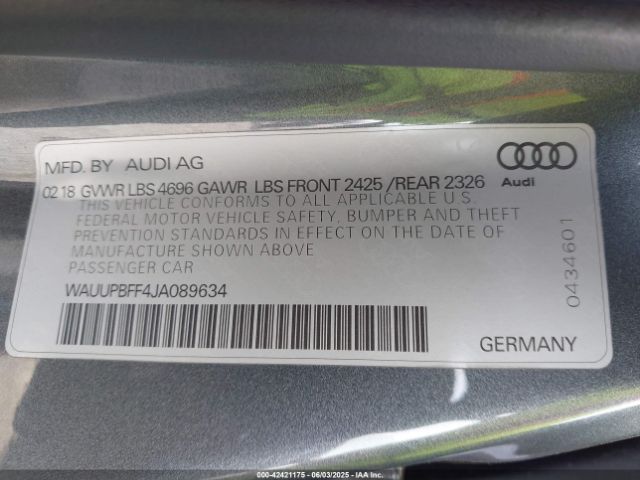 MFD. BY AUDI AG
02 18 GVWR LBS 4696 GAWR LBS FRONT 2425 /REAR 2326
THIS VEHICLE CONFORMS TO ALL APPLICABLE U.S.
FEDERAL MOTOR VEHICLE SAFETY, BUMPER AND THEFT
PREVENTION STANDARDS IN EFFECT ON THE DATE OF
MANUFACTURE SHOWN ABOVE
PASSENGER CAR
WAUUPBFF4JA089634
Audi
0434601
GERMANY
000-42421175 - 06/03/2025 - IAAI.com